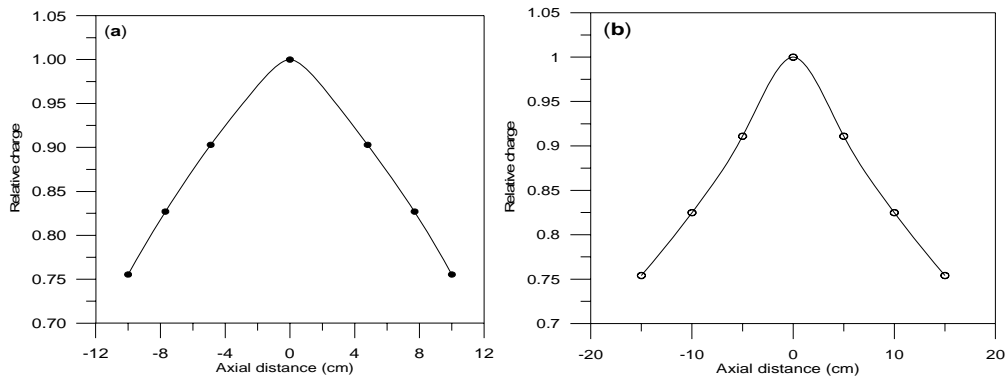 (a)
1.05
1.00
0.95
0.90
0.85
0.80
0.75
0.70
Relative charge
-12 -8 -4 0 4 8 12
Axial distance (cm)
(b)
1.05
1
0.95
0.9
0.85
0.8
0.75
0.7
Relative charge
-20 -10 0 10 20
Axial distance (cm)